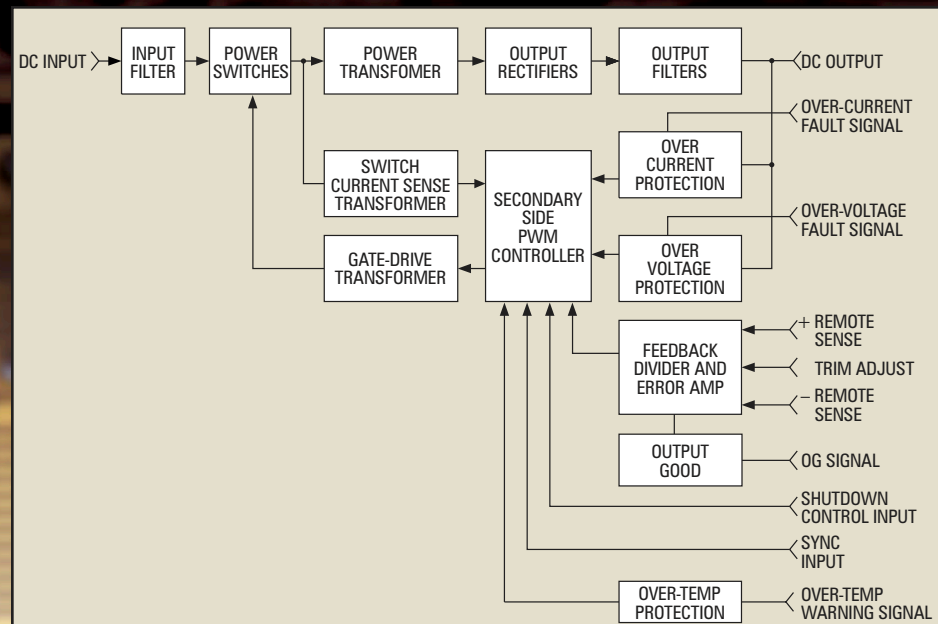 DC INPUT
INPUT
FILTER
POWER
SWITCHES
POWER
TRANSFOMER
OUTPUT
RECTIFIERS
OUTPUT
FILTERS
DC OUTPUT
OVER-CURRENT
FAULT SIGNAL
OVER
CURRENT
PROTECTION
SWITCH
CURRENT SENSE
TRANSFORMER
SECONDARY
SIDE
PWM
CONTROLLER
OVER-VOLTAGE
FAULT SIGNAL
OVER
VOLTAGE
PROTECTION
GATE-DRIVE
TRANSFORMER
+ REMOTE
SENSE
FEEDBACK
DIVIDER AND
ERROR AMP
TRIM ADJUST
− REMOTE
SENSE
OUTPUT
GOOD
OG SIGNAL
SHUTDOWN
CONTROL INPUT
SYNC
INPUT
OVER-TEMP
PROTECTION
OVER-TEMP
WARNING SIGNAL